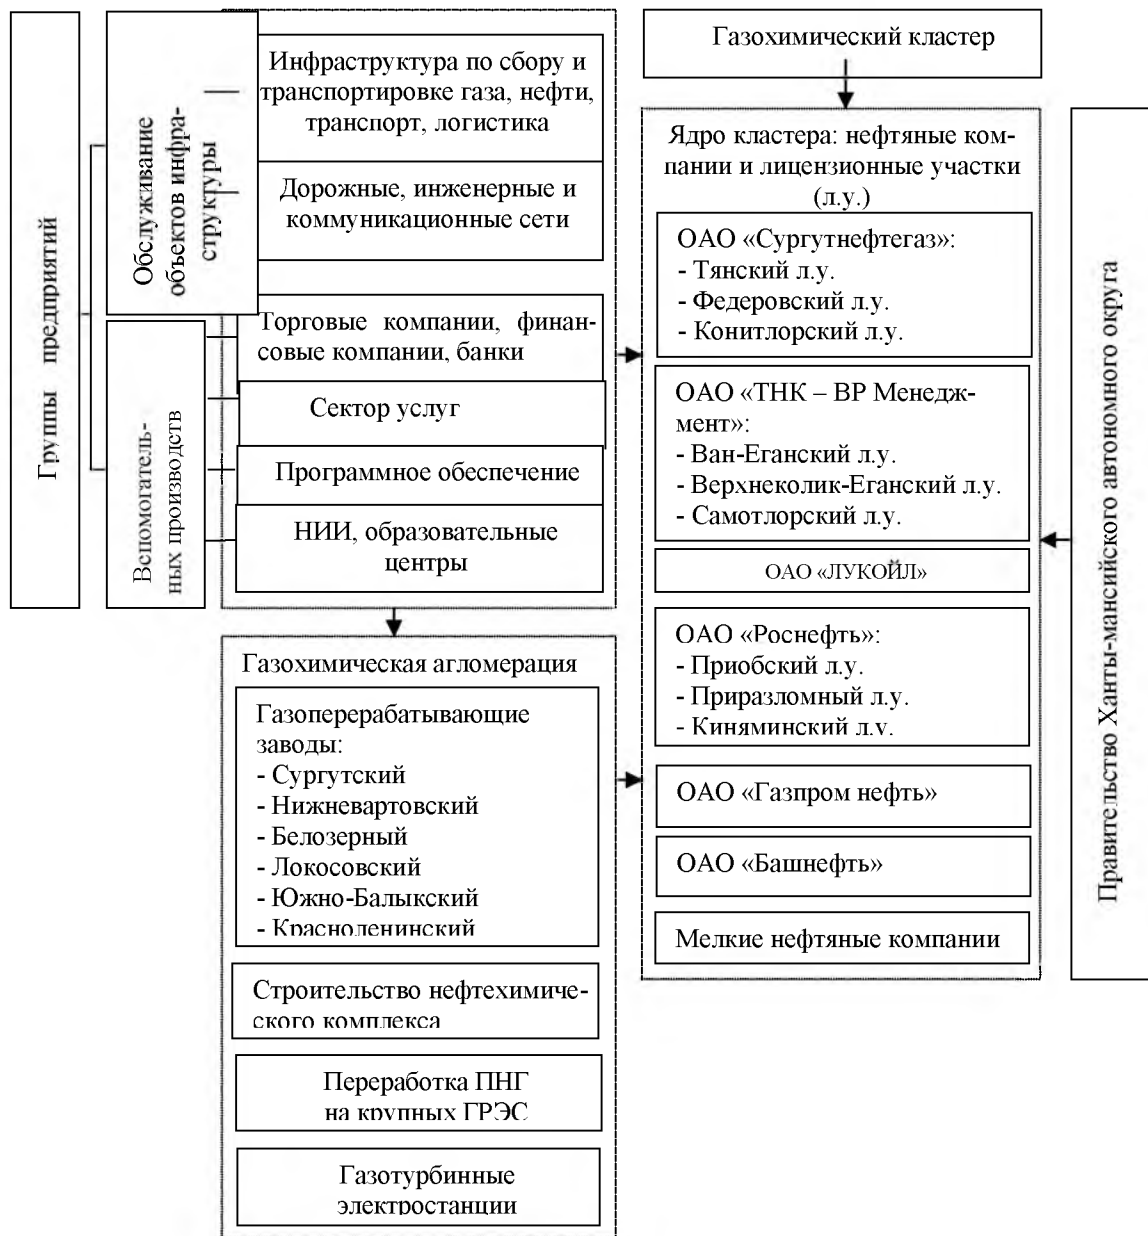 Группы предприятий
Обслуживание
объектов инфра-
структуры
Вспомогатель-
ных производств
Инфраструктура по сбору и
транспортировке газа, нефти,
транспорт, логистика
Дорожные, инженерные и
коммуникационные сети
Торговые компании, финан-
совые компании, банки
Сектор услуг
Программное обеспечение
НИИ, образовательные
центры
Газохимическая агломерация
Газоперерабатывающие
заводы:
- Сургутский
- Нижневартовский
- Белозерный
- Локосовский
- Южно-Балыкский
- Красноленинский
Строительство нефтехимиче-
ского комплекса
Переработка ПНГ
на крупных ГРЭС
Газотурбинные
электростанции
Газохимический кластер
Ядро кластера: нефтяные ком-
пании и лицензионные участки
(л.у.)
ОАО «Сургутнефтегаз»:
- Тянский л.у.
- Федеровский л.у.
- Конитлорский л.у.
ОАО «ТНК – ВР Менедж-
мент»:
- Ван-Еганский л.у.
- Верхнеколик-Еганский л.у.
- Самотлорский л.у.
ОАО «ЛУКОЙЛ»
ОАО «Роснефть»:
- Приобский л.у.
- Приразломный л.у.
- Киняминский л.у.
ОАО «Газпром нефть»
ОАО «Башнефть»
Мелкие нефтяные компании
Правительство Ханты-мансийского автономного округа